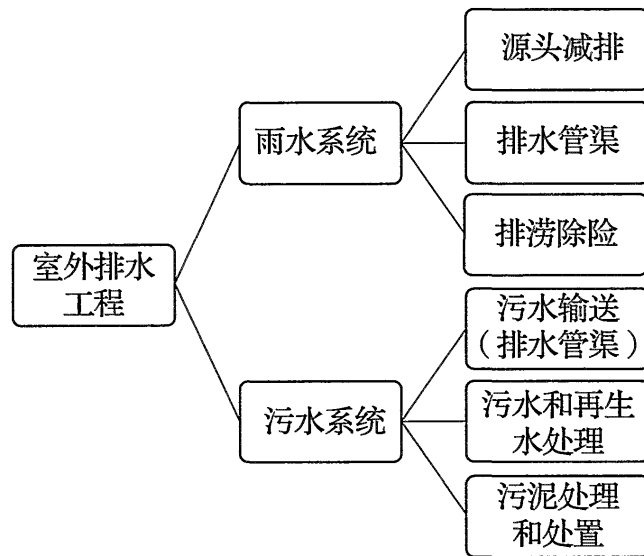 源头减排
雨水系统
排水管渠
排涝除险
室外排水
工程
污水输送
（排水管渠）
污水系统
污水和再生
水处理
污泥处理
和处置